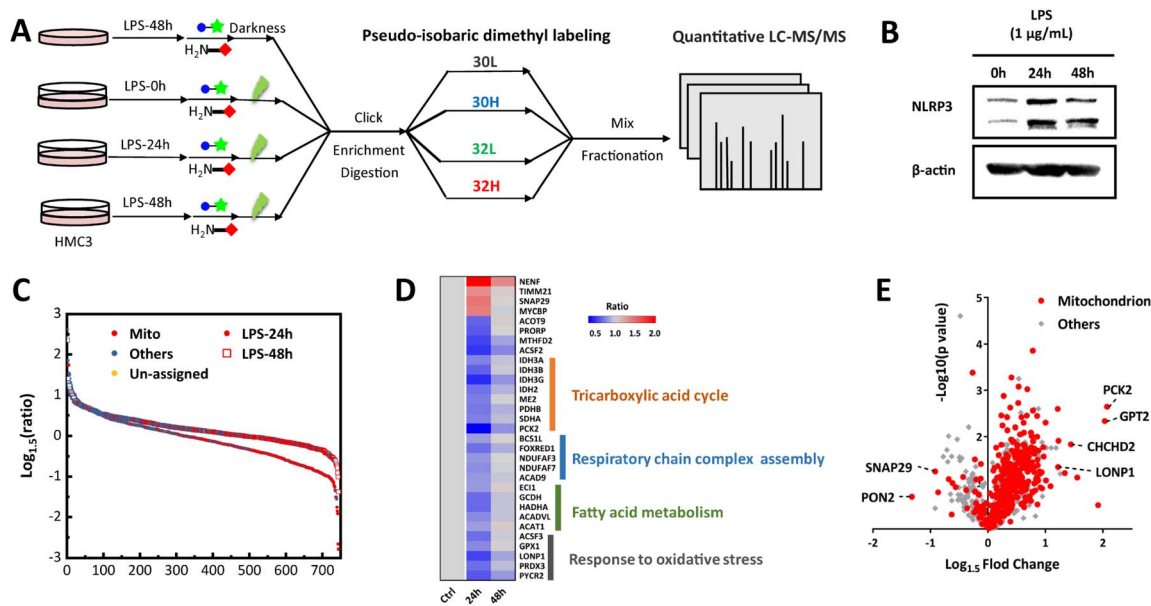 A
LPS-48h
Darkness
H2N
LPS-0h
H2N
LPS-24h
H2N
LPS-48h
H2N
HMC3
Click
Enrichment
Digestion
Pseudo-isobaric dimethyl labeling
30L
30H
32L
32H
Mix
Fractionation
Quantitative LC-MS/MS
B
LPS
(1 µg/mL)
0h 24h 48h
NLRP3
β-actin
C
Log1.5(ratio)
3
2
1
0
-1
-2
-3
0 100 200 300 400 500 600 700
Mito
Others
Un-assigned
LPS-24h
LPS-48h
D
NENF
TIMM21
SNAP29
MYCBP
ACOT9
PRORP
MTHFD2
ACSF2
IDH3A
IDH3B
IDH3G
IDH2
ME2
PDHB
SDHA
PCK2
BCS1L
FOXRED1
NDUFAF3
NDUFAF7
ACAD9
ECI1
GCDH
HADHA
ACADVL
ACAT1
ACSF3
GPX1
LONP1
PRDX3
PYCR2
Ctrl 24h 48h
Ratio
0.5 1.0 2.0
Tricarboxylic acid cycle
Respiratory chain complex assembly
Fatty acid metabolism
Response to oxidative stress
E
-Log10(p value)
5
4
3
2
Mitochondrion
Others
PCK2
GPT2
CHCHD2
LONP1
SNAP29
PON2
-2 -1 0 1 2
Log1.5 Flod Change